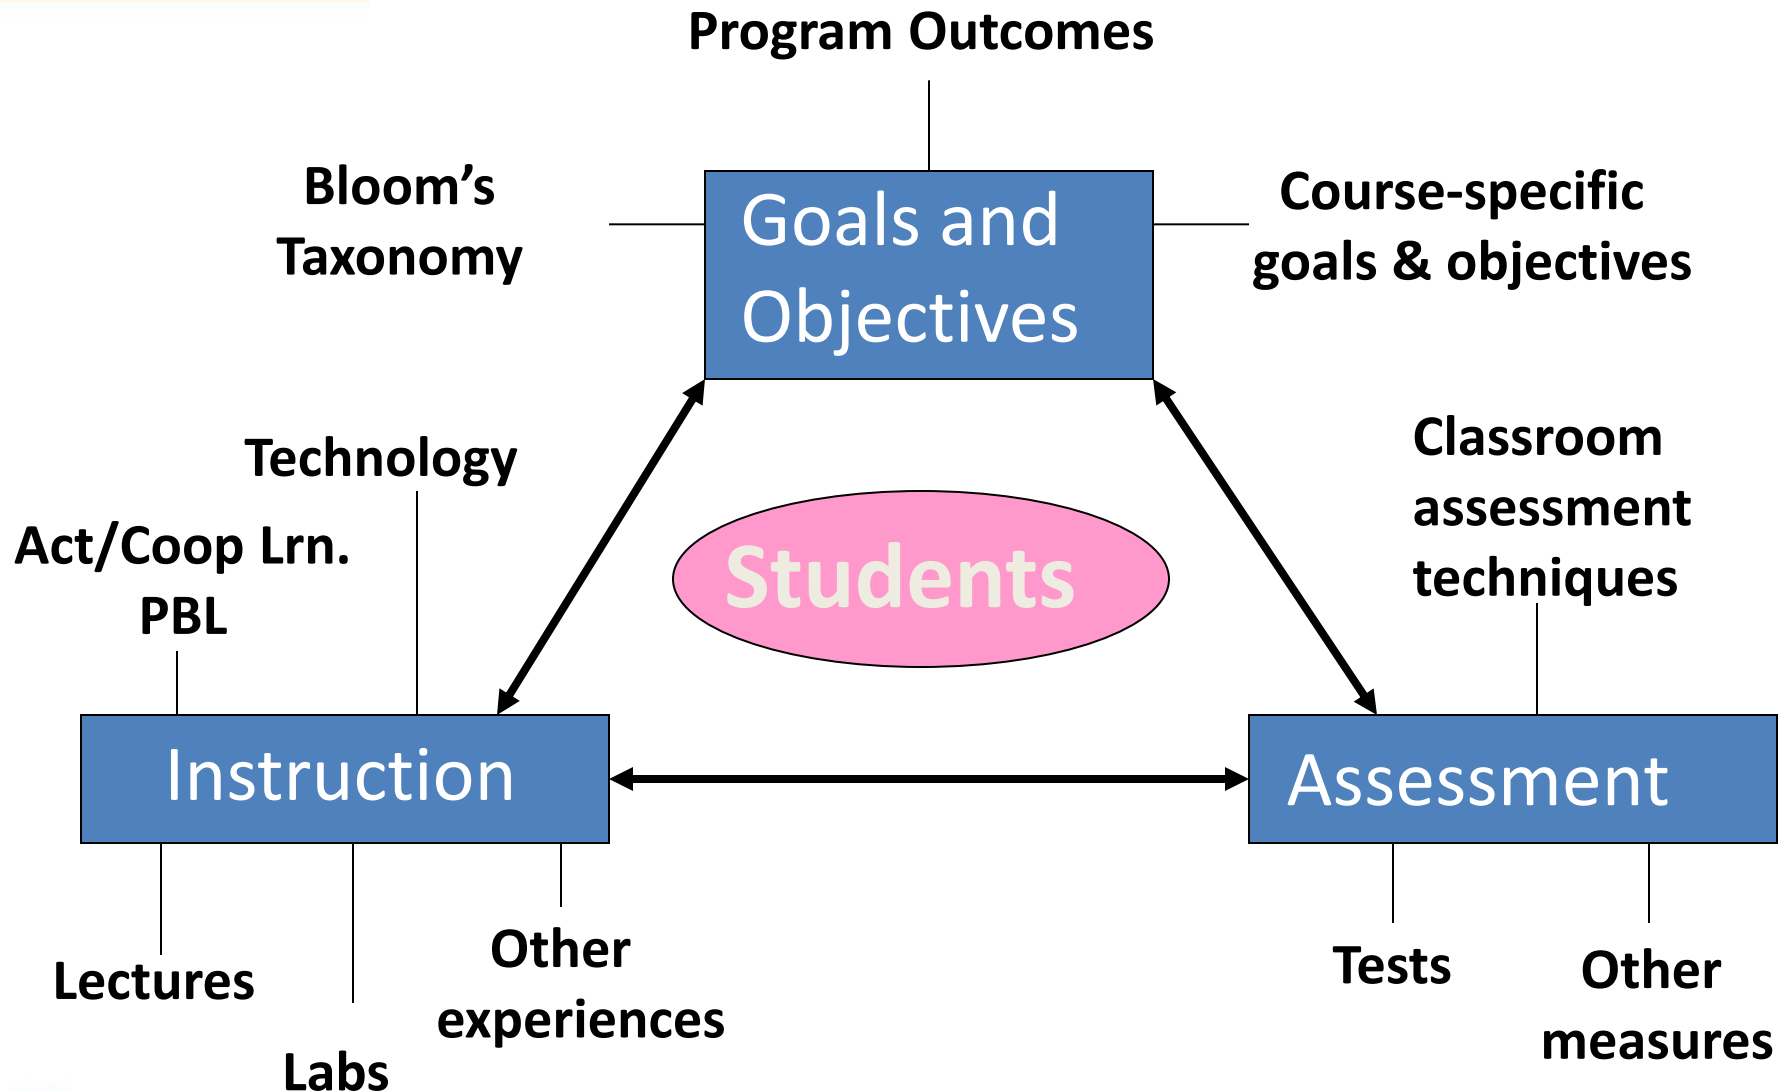 Program Outcomes
Bloom’s
Taxonomy
Goals and
Objectives
Course-specific
goals & objectives
Technology
Act/Coop Lrn.
PBL
Students
Classroom
assessment
techniques
Instruction
Assessment
Lectures
Labs
Other
experiences
Tests
Other
measures